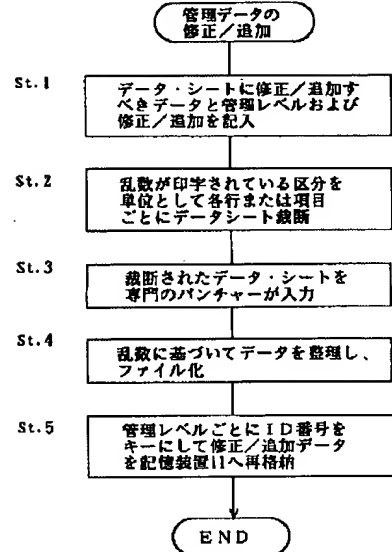 管理データの
修正／追加
St.1
データ・シートに修正／追加す
べきデータと管理レベルおよび
修正／追加を記入
St.2
乱数が印字されている区分を
単位として各行または項目
ごとにデータシート裁断
St.3
裁断されたデータ・シートを
専門のパンチャーが入力
St.4
乱数に基づいてデータを整理し、
ファイル化
St.5
管理レベルごとにID番号を
キーにして修正／追加データ
を記憶装置11へ再格納
END